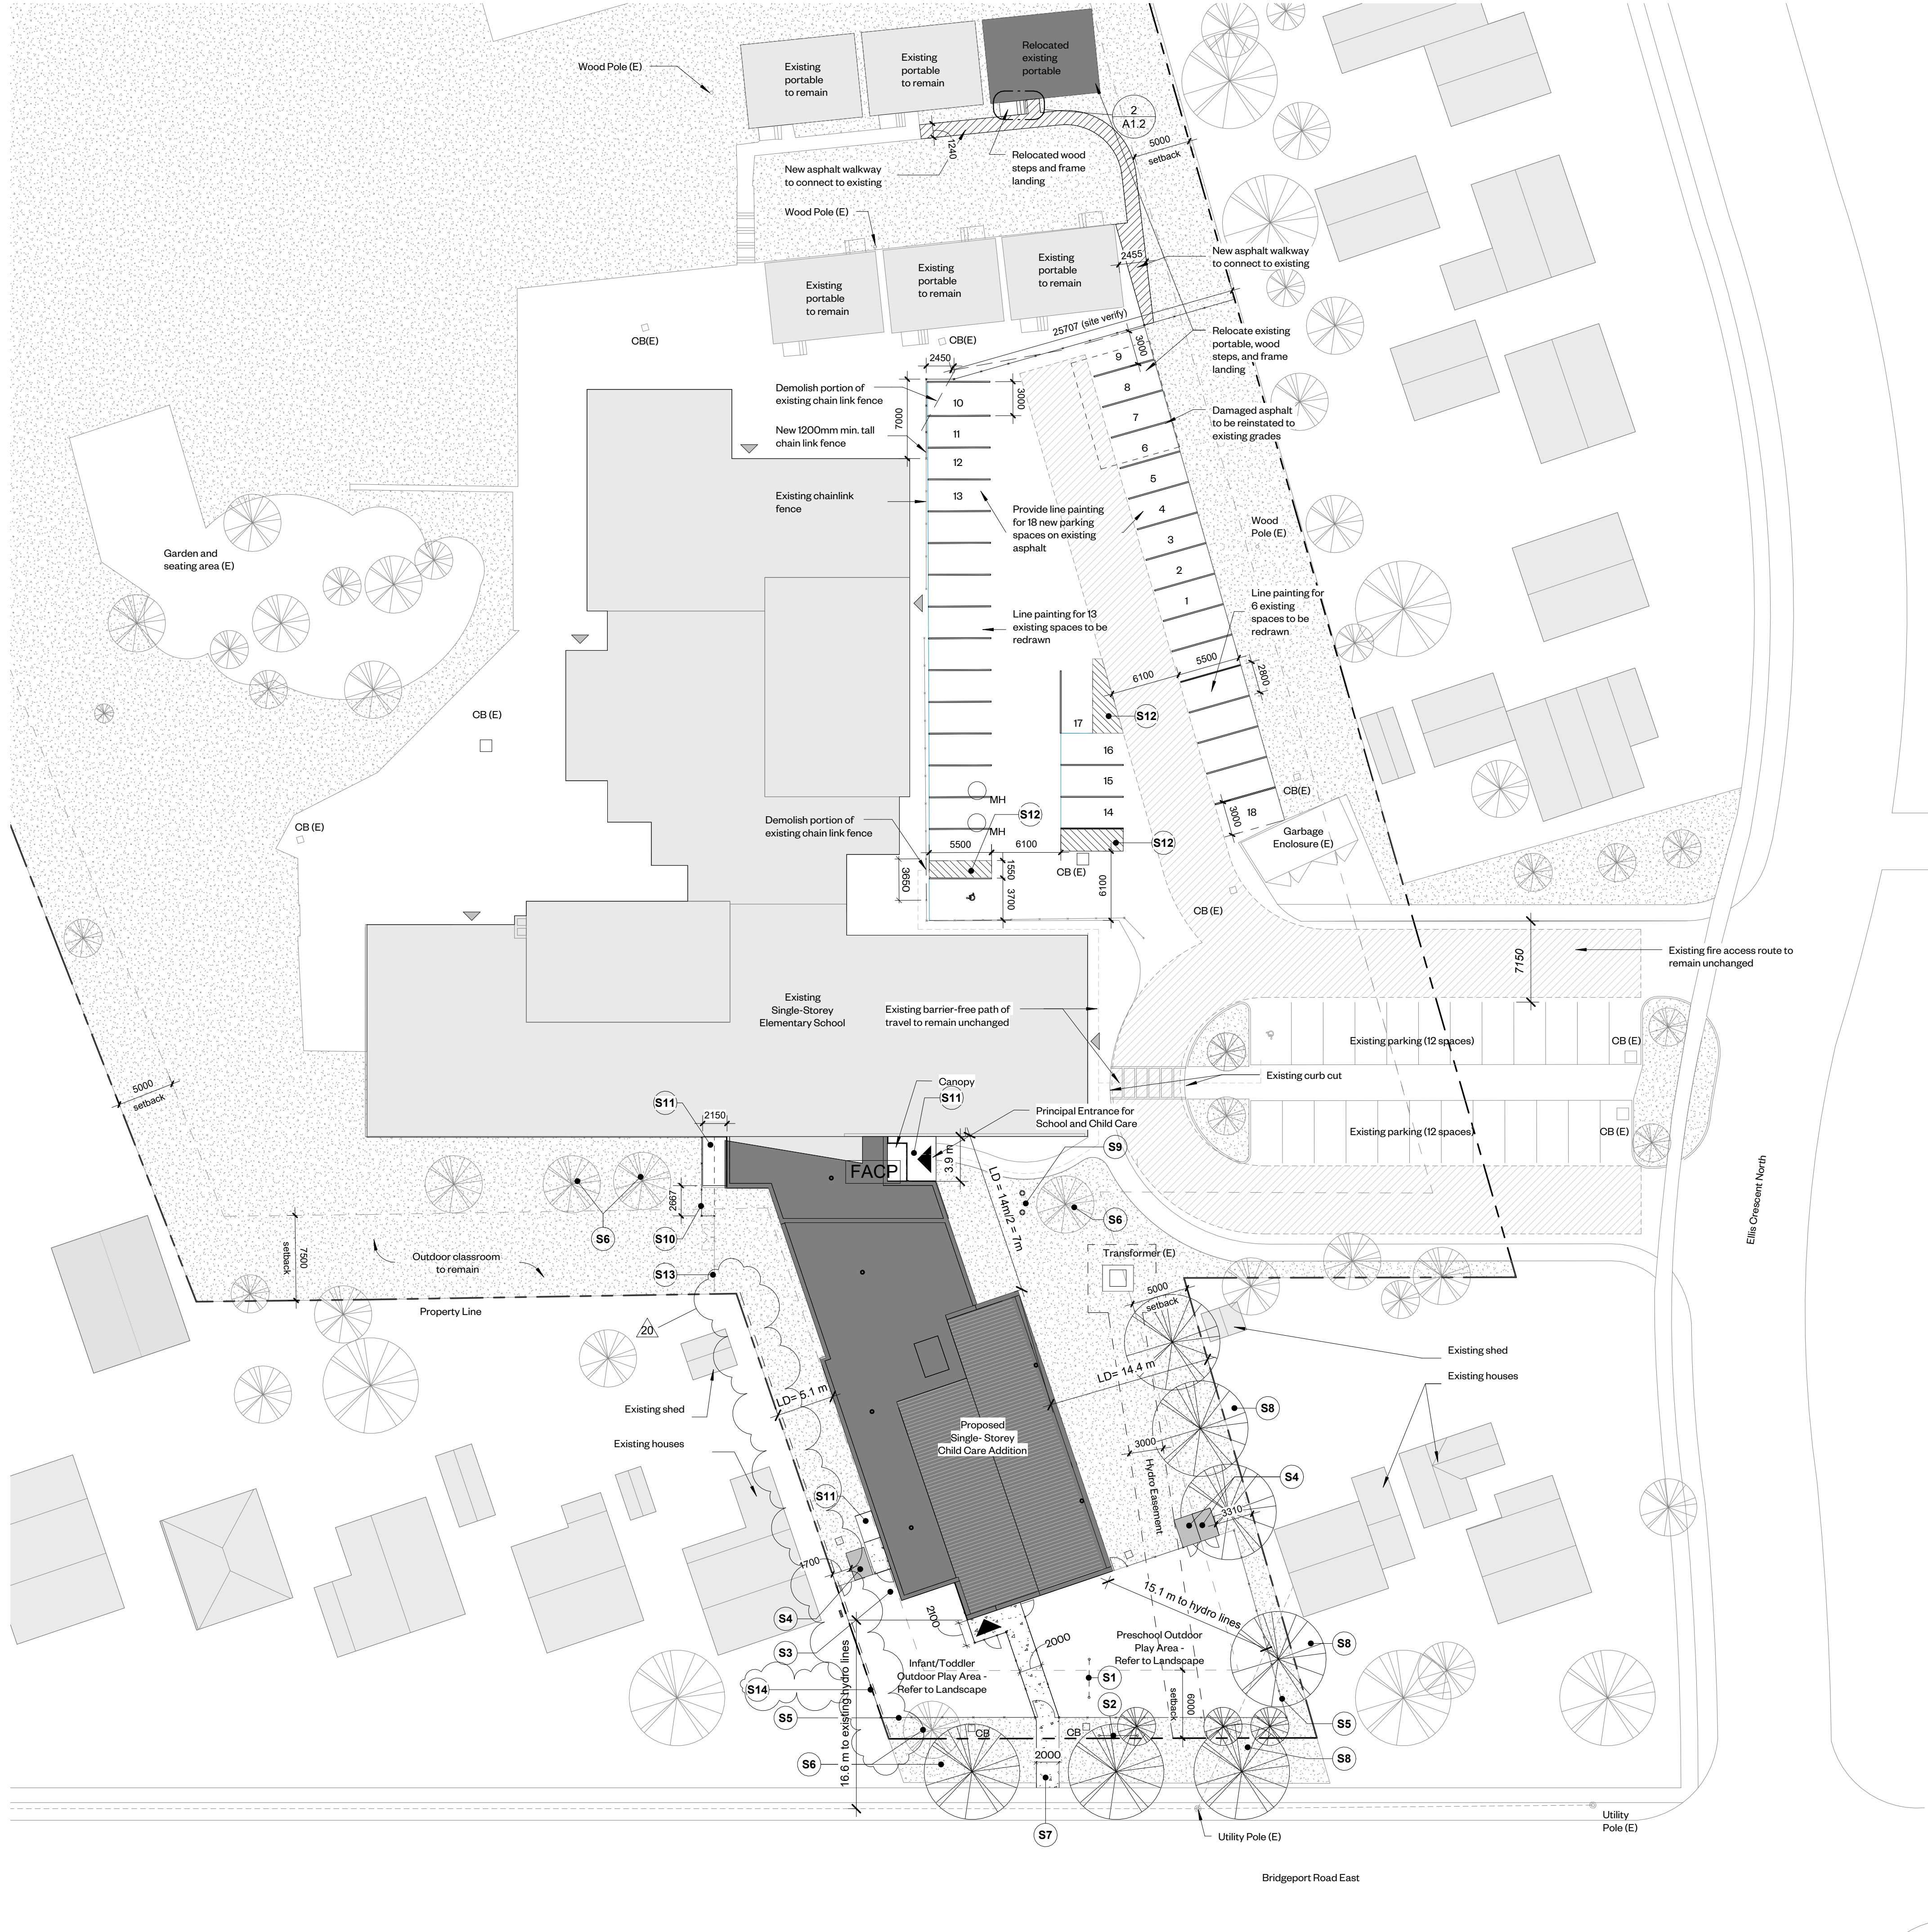 Wood Pole (E)
Existing
portable
to remain
Existing
portable
to remain
Relocated
existing
portable
2
A1.2
1240
5000
setback
New asphalt walkway
to connect to existing
Relocated wood
steps and frame
landing
Wood Pole (E)
Existing
portable
to remain
Existing
portable
to remain
Existing
portable
to remain
2455
New asphalt walkway
to connect to existing
CB(E)
CB(E)
25707 (site verify)
3000
Relocate existing
portable, wood
steps, and frame
landing
2450
9
8
7
6
5
4
3
2
1
Demolish portion of
existing chain link fence
7000
3000
10
11
12
13
New 1200mm min. tall
chain link fence
Damaged asphalt
to be reinstated to
existing grades
Existing chainlink
fence
Provide line painting
for 18 new parking
spaces on existing
asphalt
Wood
Pole (E)
Garden and
seating area (E)
Line painting for
6 existing
spaces to be
redrawn
Line painting for 13
existing spaces to be
redrawn
5500
2800
6100
CB (E)
17
S12
16
15
14
MH
MH
S12
CB(E)
3000
18
Garbage
Enclosure (E)
CB (E)
Demolish portion of
existing chain link fence
5500
6100
S12
CB (E)
3650
1550
3700
6100
CB (E)
7150
Existing fire access route to
remain unchanged
Existing
Single-Storey
Elementary School
Existing barrier-free path of
travel to remain unchanged
Existing parking (12 spaces)
CB (E)
Existing curb cut
5000
setback
S11
2150
Canopy
S11
Principal Entrance for
School and Child Care
Existing parking (12 spaces)
CB (E)
S9
FACP
3.9 m
LD = 14m/2 = 7m
2667
S6
S10
S6
Ellis Crescent North
7500
setback
Outdoor classroom
to remain
S13
Transformer (E)
5000
setback
Property Line
20
Existing shed
Existing houses
LD= 14.4 m
LD= 5.1 m
Existing shed
S8
Existing houses
Proposed
Single- Storey
Child Care Addition
3000
Hydro Easement
S4
S11
3310
1700
15.1 m to hydro lines
S4
2100
2000
Preschool Outdoor
Play Area -
Refer to Landscape
S8
S3
Infant/Toddler
Outdoor Play Area -
Refer to Landscape
S1
S14
S2
6000
setback
S5
S5
CB
CB
2000
S8
S6
16.6 m to existing hydro lines
S7
Utility Pole (E)
Utility
Pole (E)
Bridgeport Road East